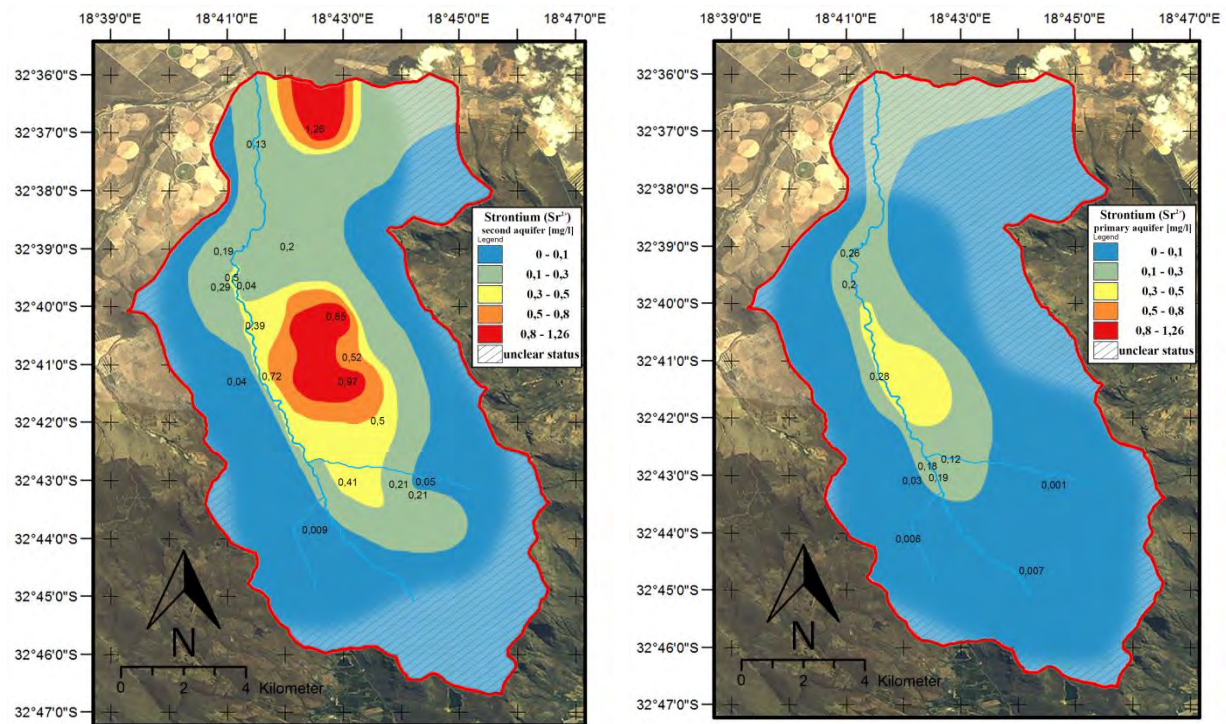 18°39'0"E 18°41'0"E 18°43'0"E 18°45'0"E 18°47'0"E
32°36'0"S
32°37'0"S
32°38'0"S
32°39'0"S
32°40'0"S
32°41'0"S
32°42'0"S
32°43'0"S
32°44'0"S
32°45'0"S
32°46'0"S
32°47'0"S
1,26
0,13
0,2
0,19
0,5
0,29 0,04
0,39
0,85
0,52
0,04 0,72 0,97
0,5
0,41 0,21 0,05
0,21
0,009
Strontium (Sr²⁺)
second aquifer [mg/l]
Legend
0 - 0,1
0,1 - 0,3
0,3 - 0,5
0,5 - 0,8
0,8 - 1,26
unclear status
N
0 2 4 Kilometer
18°39'0"E 18°41'0"E 18°43'0"E 18°45'0"E 18°47'0"E
32°36'0"S
32°37'0"S
32°38'0"S
32°39'0"S
32°40'0"S
32°41'0"S
32°42'0"S
32°43'0"S
32°44'0"S
32°45'0"S
32°46'0"S
32°47'0"S
0,26
0,2
0,28
0,12
0,18
0,03 0,19 0,001
0,006
0,007
Strontium (Sr²⁺)
primary aquifer [mg/l]
Legend
0 - 0,1
0,1 - 0,3
0,3 - 0,5
0,5 - 0,8
0,8 - 1,26
unclear status
N
0 2 4 Kilometer